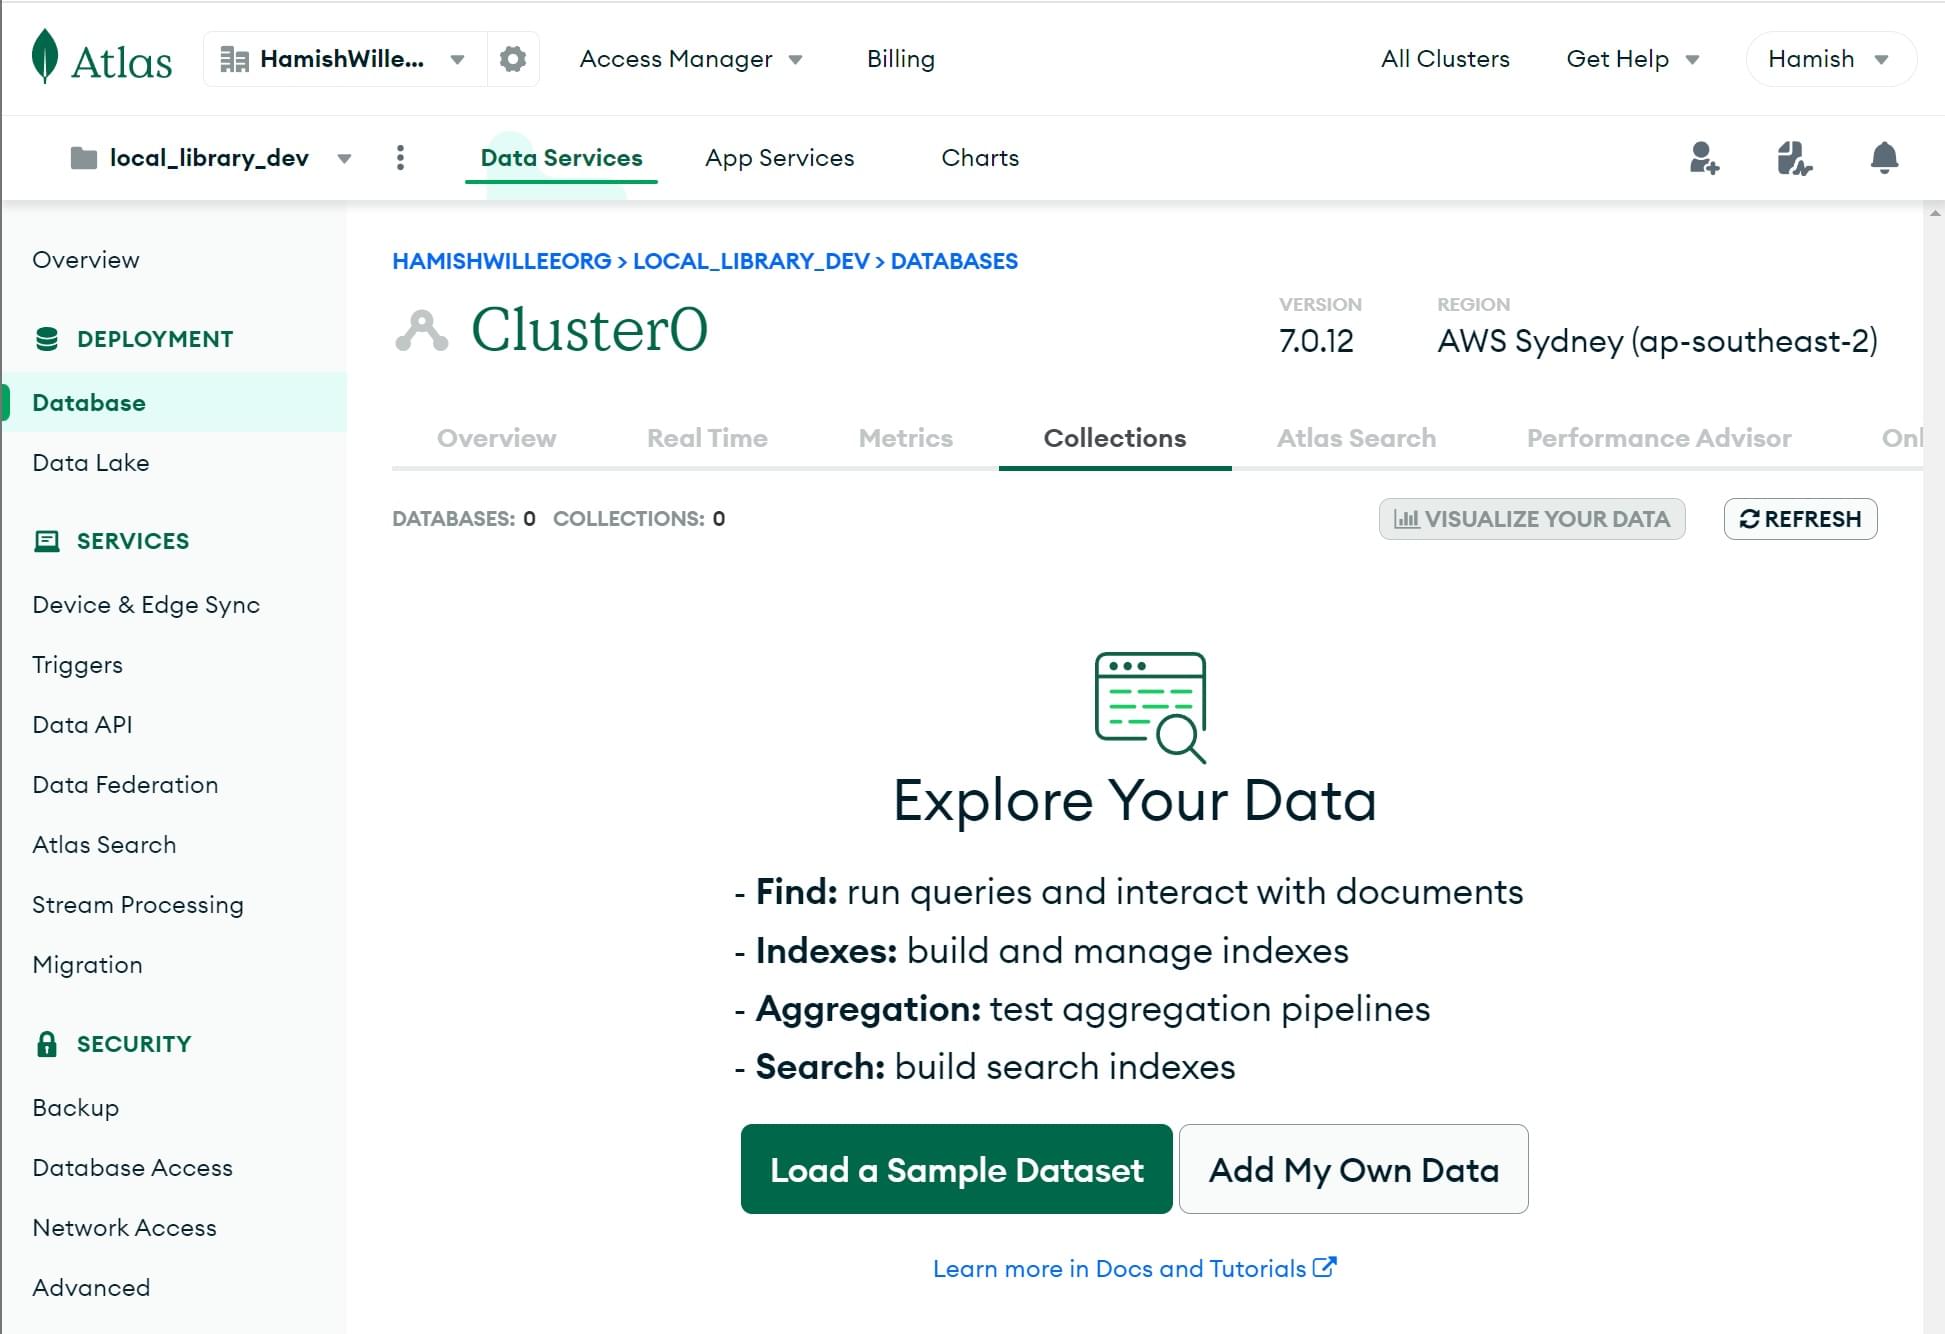 Atlas
HamishWille...
Access Manager
Billing
All Clusters
Get Help
Hamish
local_library_dev
Data Services
App Services
Charts
Overview
DEPLOYMENT
Database
Data Lake
SERVICES
Device & Edge Sync
Triggers
Data API
Data Federation
Atlas Search
Stream Processing
Migration
SECURITY
Backup
Database Access
Network Access
Advanced
HAMISHWILLEEORG > LOCAL_LIBRARY_DEV > DATABASES
Cluster0
VERSION
7.0.12
REGION
AWS Sydney (ap-southeast-2)
Overview
Real Time
Metrics
Collections
Atlas Search
Performance Advisor
Onl
DATABASES: 0 COLLECTIONS: 0
VISUALIZE YOUR DATA
REFRESH
Explore Your Data
- Find: run queries and interact with documents
- Indexes: build and manage indexes
- Aggregation: test aggregation pipelines
- Search: build search indexes
Load a Sample Dataset
Add My Own Data
Learn more in Docs and Tutorials